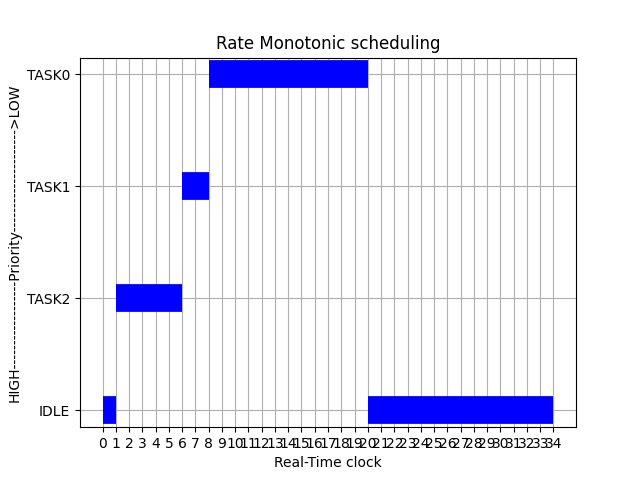 Rate Monotonic scheduling
TASK0
TASK1
TASK2
IDLE
HIGH----------------Priority--------------------->LOW
0 1 2 3 4 5 6 7 8 9 10 11 12 13 14 15 16 17 18 19 20 21 22 23 24 25 26 27 28 29 30 31 32 33 34
Real-Time clock